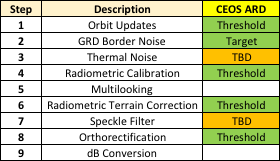 Step Description CEOS ARD
1 Orbit Updates Threshold
2 GRD Border Noise Target
3 Thermal Noise TBD
4 Radiometric Calibration Threshold
5 Multilooking
6 Radiometric Terrain Correction Threshold
7 Speckle Filter TBD
8 Orthorectification Threshold
9 dB Conversion